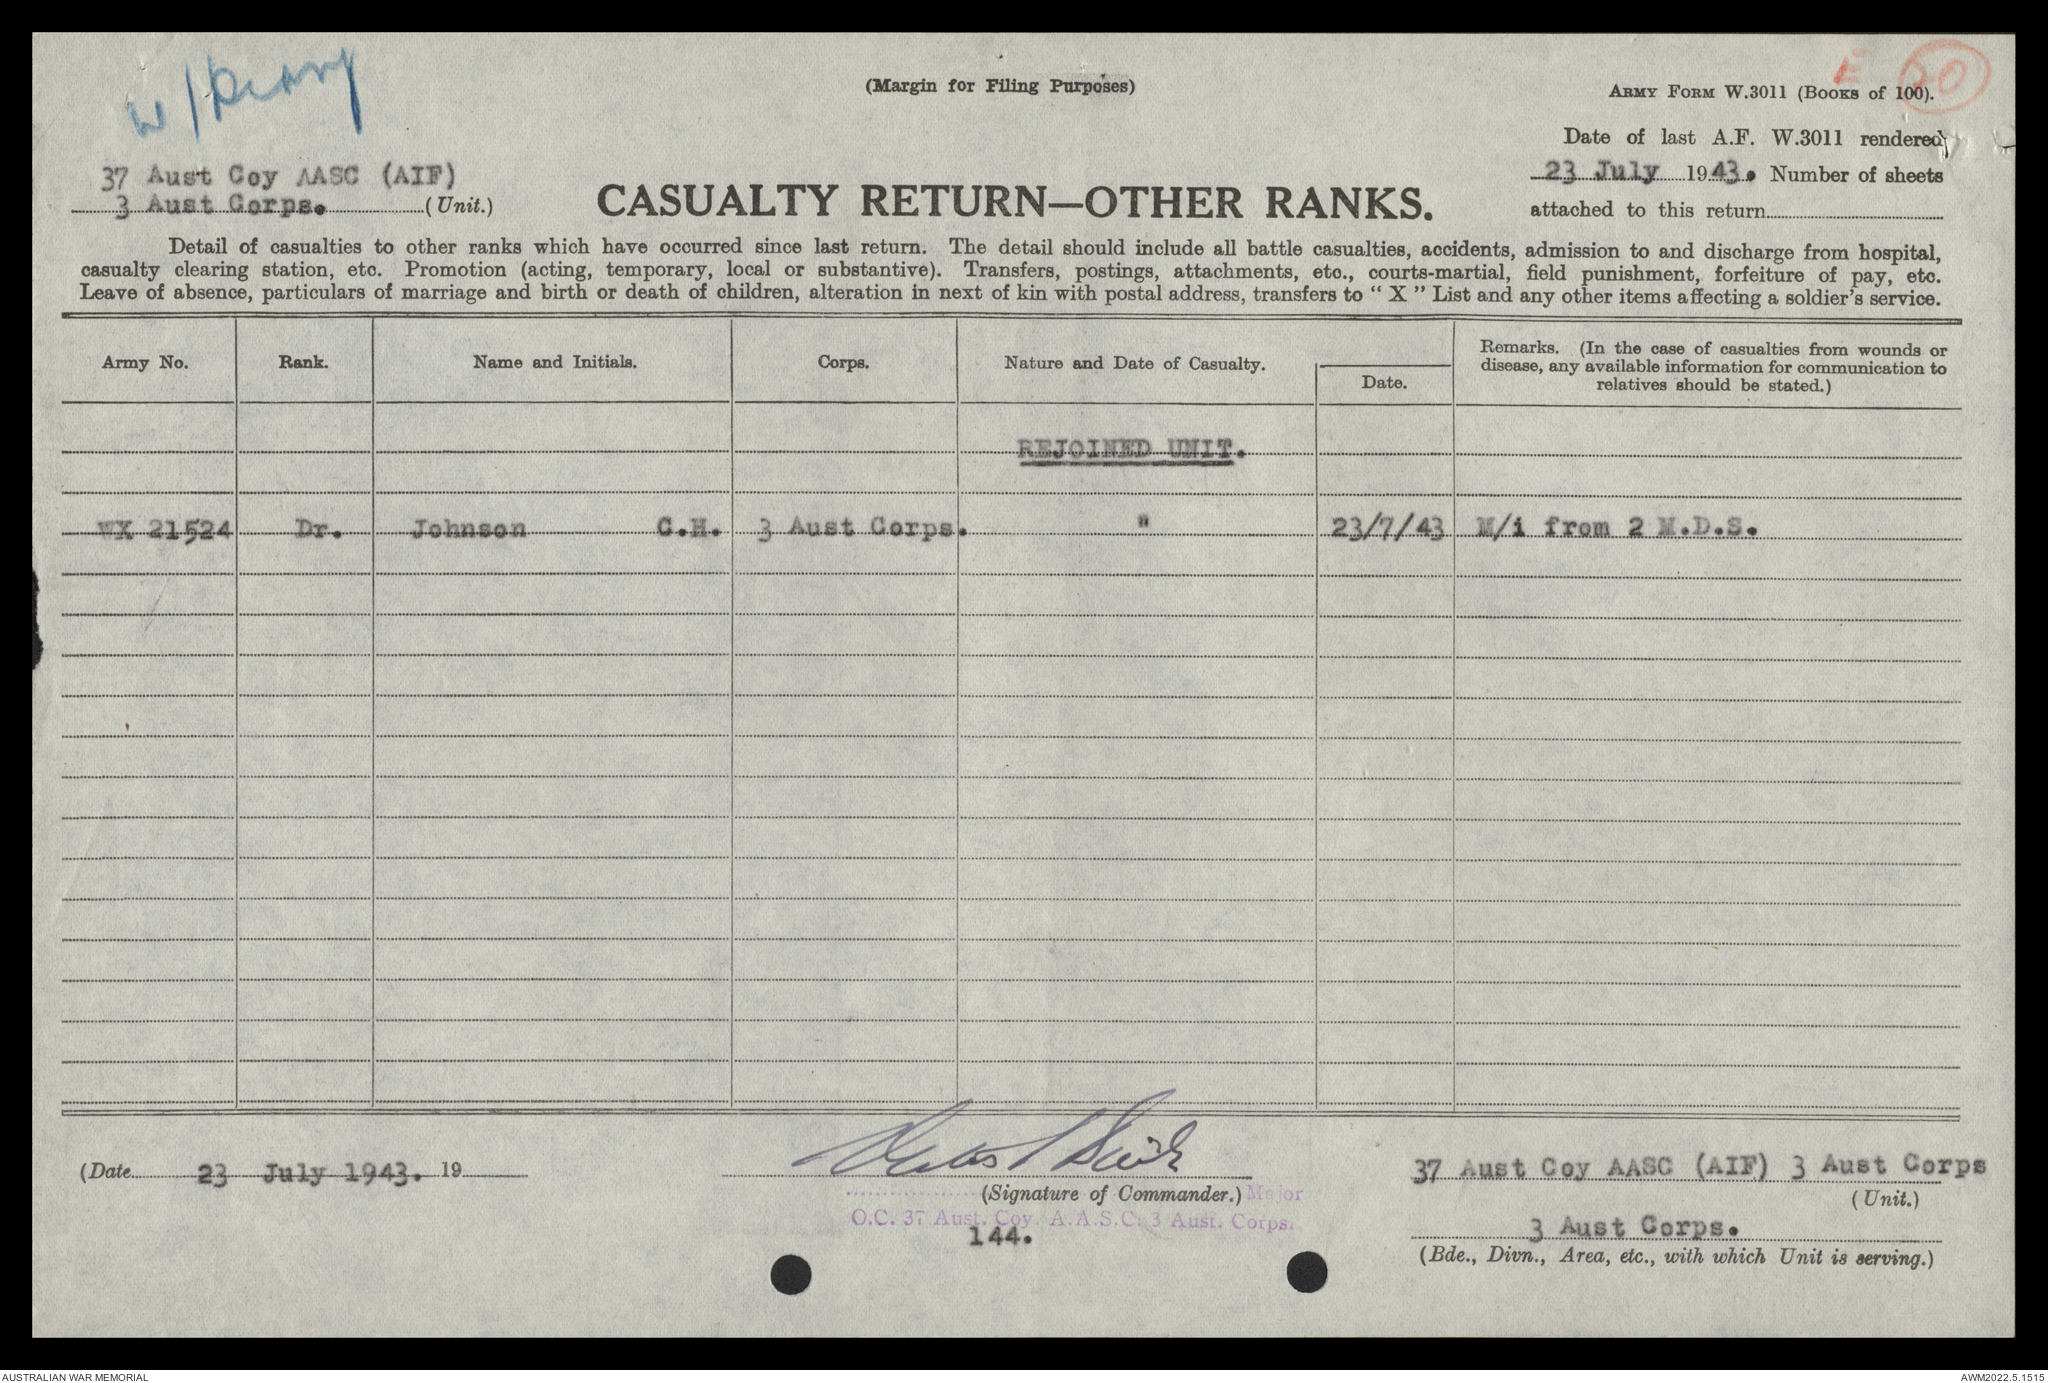 w/Diary
(Margin for Filing Purposes)
E 20
Army Form W.3011 (Books of 100).
Date of last A.F. W.3011 rendered
23 July 1943. Number of sheets
attached to this return
37 Aust Coy AASC (AIF)
3 Aust Corps. (Unit.)
CASUALTY RETURN—OTHER RANKS.
Detail of casualties to other ranks which have occurred since last return. The detail should include all battle casualties, accidents, admission to and discharge from hospital,
casualty clearing station, etc. Promotion (acting, temporary, local or substantive). Transfers, postings, attachments, etc., courts-martial, field punishment, forfeiture of pay, etc.
Leave of absence, particulars of marriage and birth or death of children, alteration in next of kin with postal address, transfers to “ X ” List and any other items affecting a soldier's service.
Army No. Rank. Name and Initials. Corps. Nature and Date of Casualty. Date. Remarks. (In the case of casualties from wounds or
disease, any available information for communication to
relatives should be stated.)
REJOINED UNIT.
WX 21524 Dr. Johnson C.H. 3 Aust Corps. " 23/7/43 M/i from 2 M.D.S.
(Date 23 July 1943. 19
(Signature of Commander.) Major
O.C. 37 Aust. Coy. A.A.S.C. 3 Aust. Corps.
144.
37 Aust Coy AASC (AIF) 3 Aust Corps
(Unit.)
3 Aust Corps.
(Bde., Divn., Area, etc., with which Unit is serving.)
AUSTRALIAN WAR MEMORIAL
AWM2022.5.1515